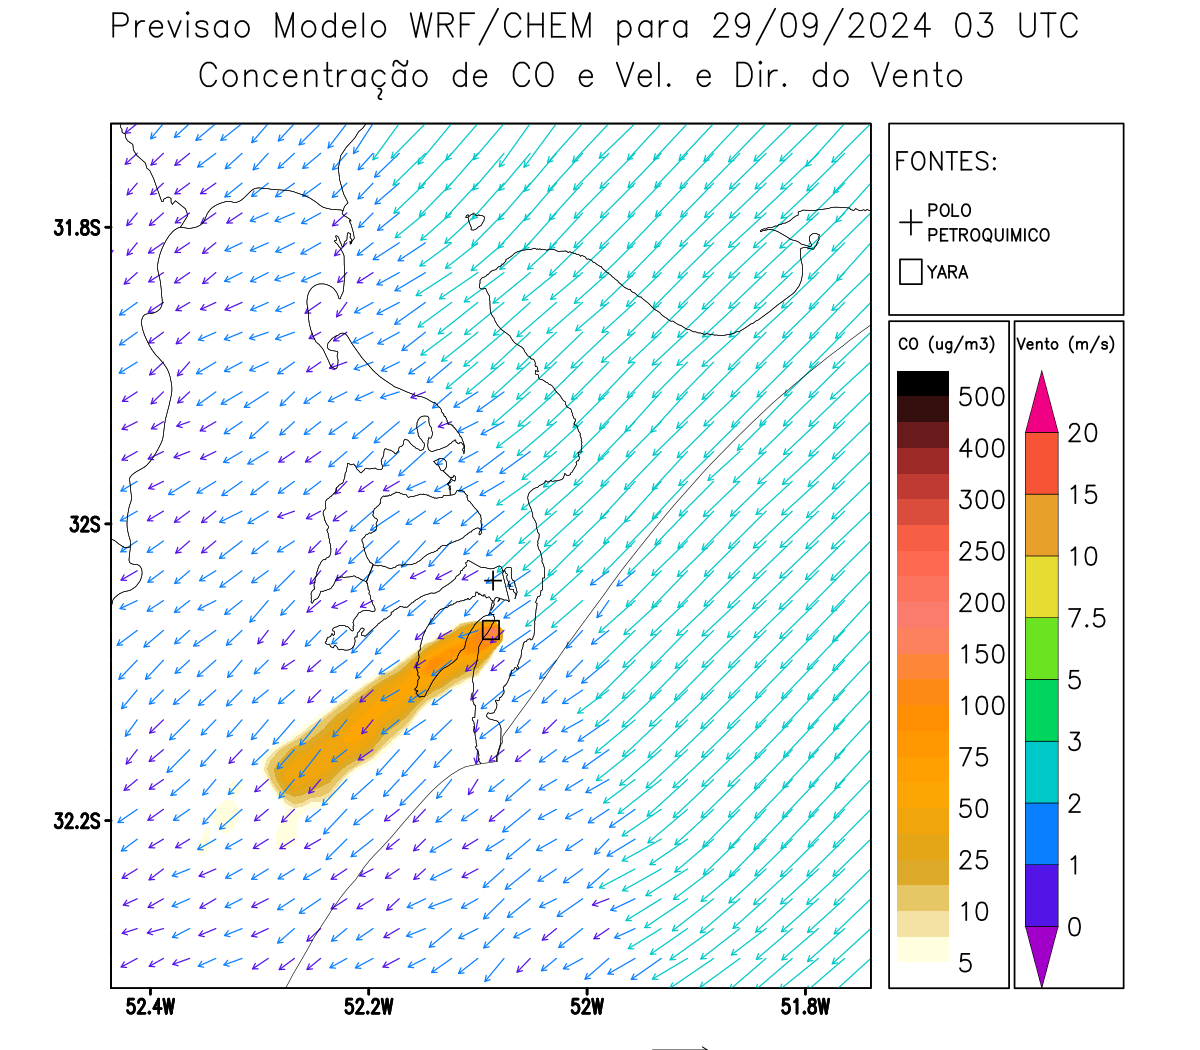 Previsao Modelo WRF/CHEM para 29/09/2024 03 UTC
Concentração de CO e Vel. e Dir. do Vento
FONTES:
POLO
PETROQUIMICO
YARA
CO (ug/m3)
500
400
300
250
200
150
100
75
50
25
10
5
Vento (m/s)
20
15
10
7.5
5
3
2
1
0
31.8S
32S
32.2S
52.4W
52.2W
52W
51.8W